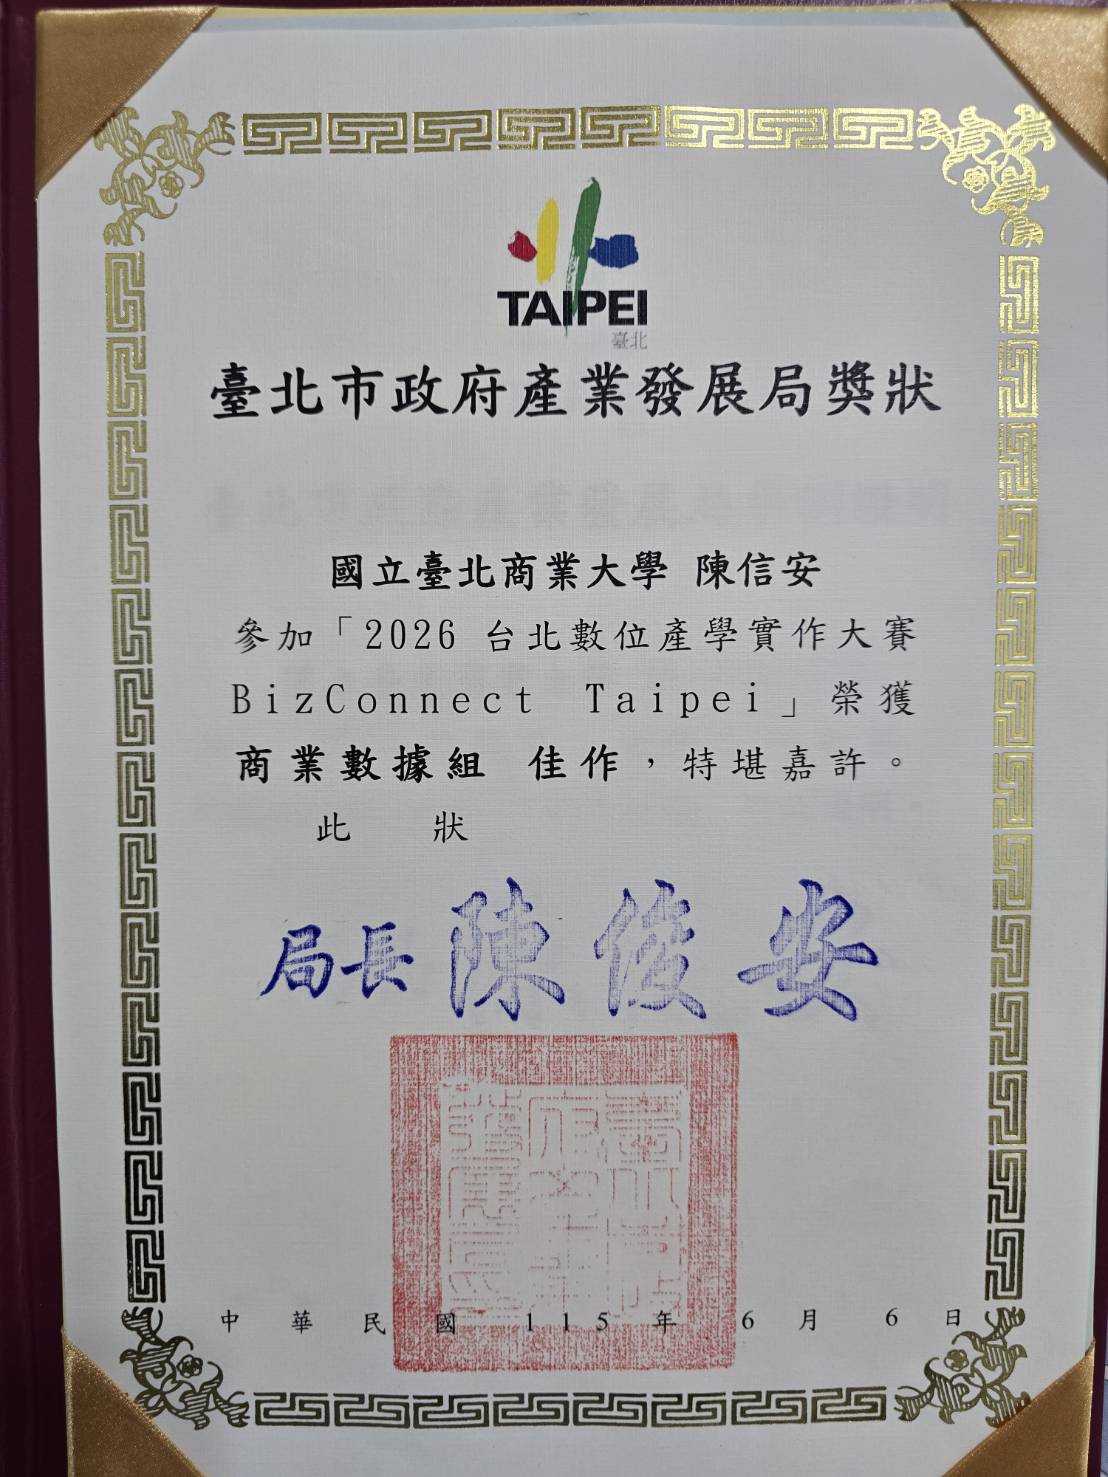 TAIPEI
臺北
臺北市政府產業發展局獎狀
國立臺北商業大學 陳信安
參加「2026 台北數位產學實作大賽
BizConnect Taipei」榮獲
商業數據組 佳作，特堪嘉許。
此 狀
局長 陳俊安
中華民國 115 年 6 月 6 日